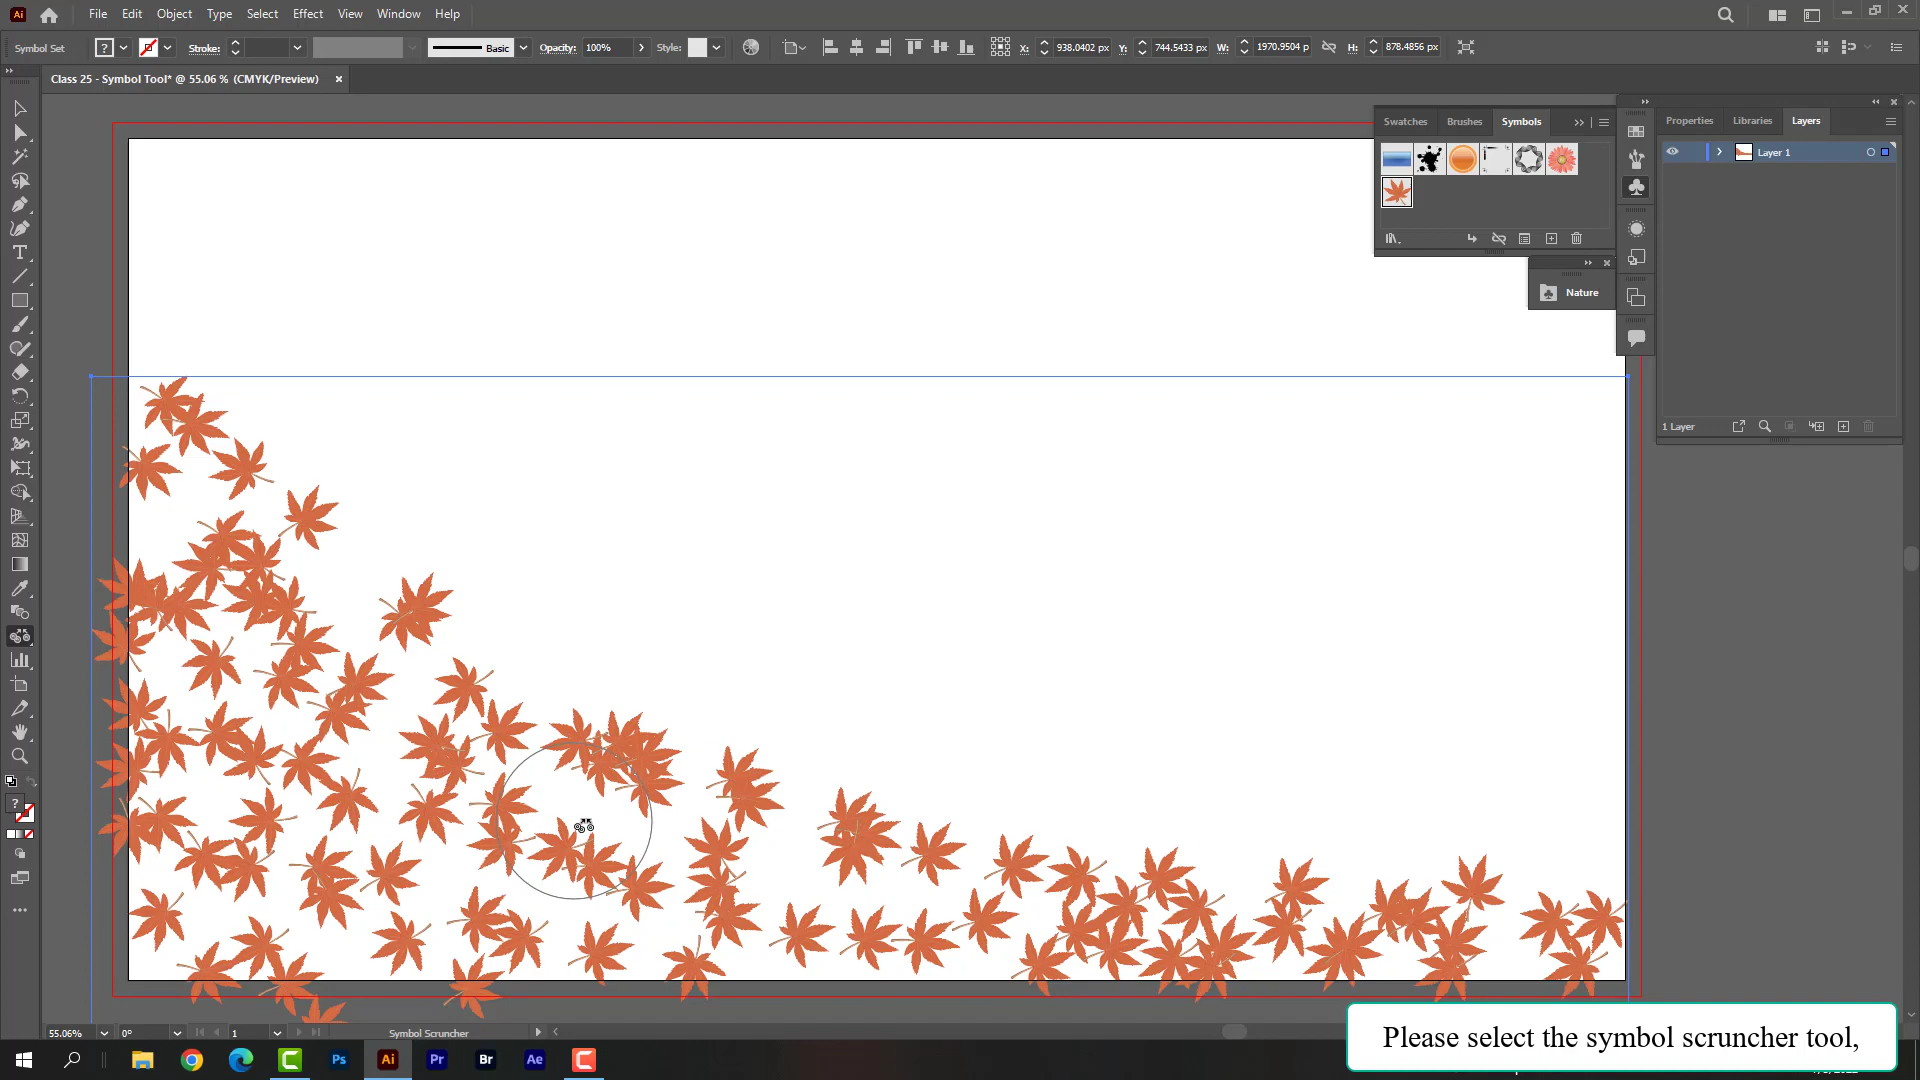 Ai File Edit Object Type Select Effect View Window Help
Symbol Set ? Stroke: Basic Opacity: 100% Style: X: 938.0402 px Y: 744.5433 px W: 1970.9504 p H: 878.4856 px
Class 25 - Symbol Tool* @ 55.06 % (CMYK/Preview)
Swatches Brushes Symbols
Properties Libraries Layers
Layer 1
Nature
1 Layer
?
55.06% 0° 1 Symbol Scruncher
Please select the symbol scruncher tool,
Ps Ai Pr Br Ae